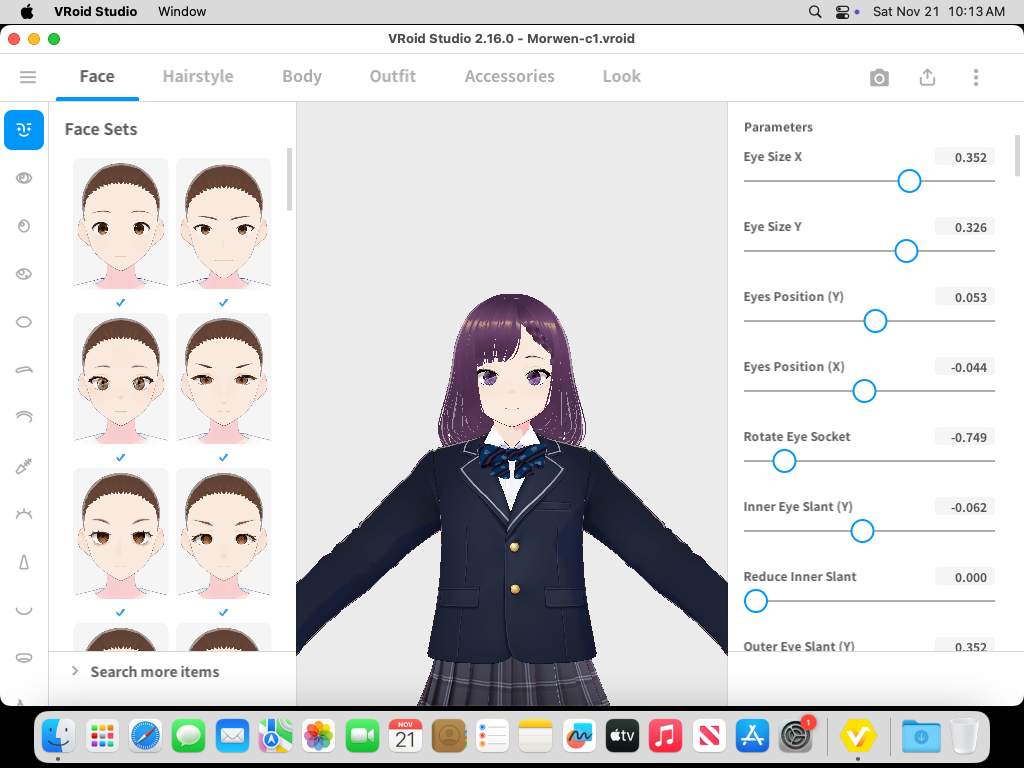 VRoid Studio Window Sat Nov 21 10:13 AM
VRoid Studio 2.16.0 - Morwen-c1.vroid
Face Hairstyle Body Outfit Accessories Look
Face Sets
Search more items
Parameters
Eye Size X 0.352
Eye Size Y 0.326
Eyes Position (Y) 0.053
Eyes Position (X) -0.044
Rotate Eye Socket -0.749
Inner Eye Slant (Y) -0.062
Reduce Inner Slant 0.000
Outer Eye Slant (Y) 0.352
NOV
21
tv
1